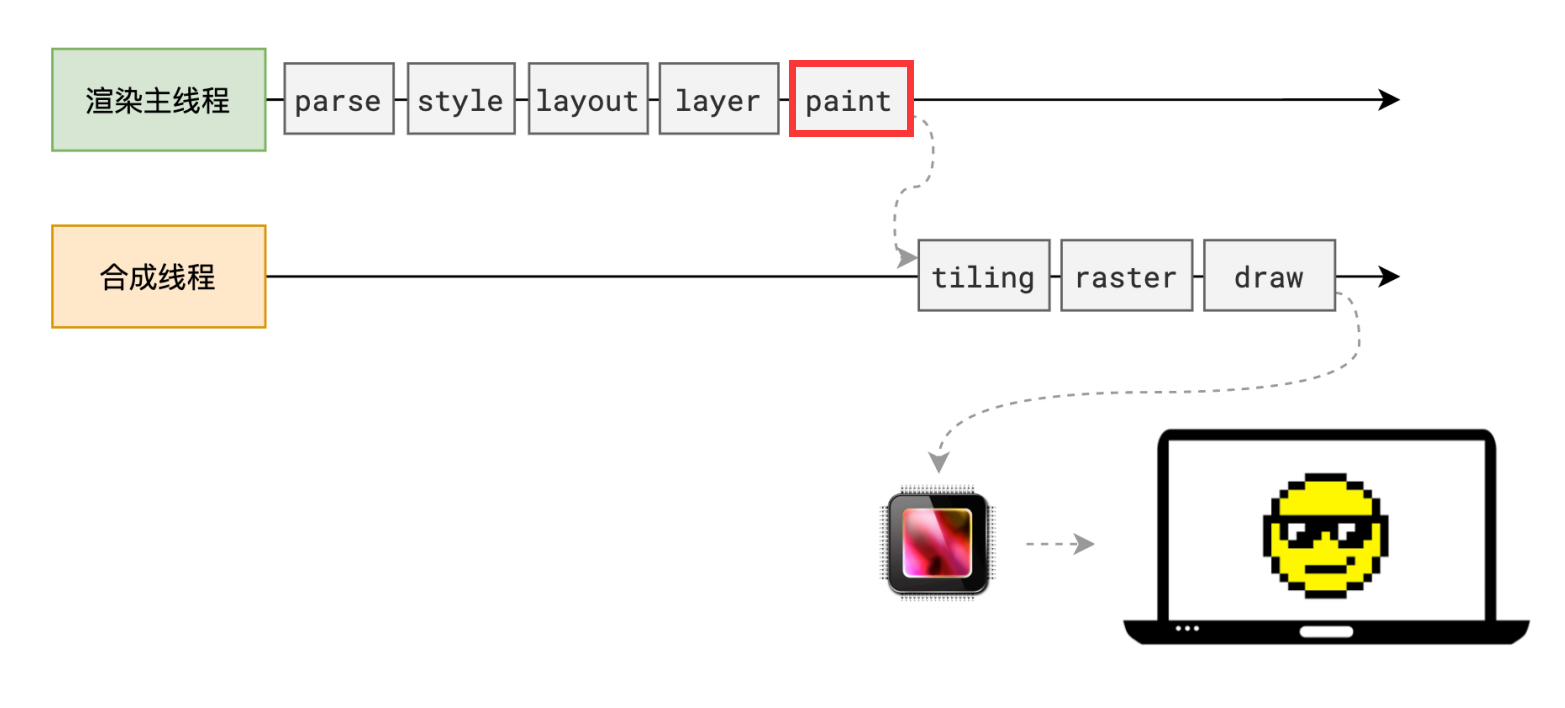 渲染主线程
parse
style
layout
layer
paint
合成线程
tiling
raster
draw